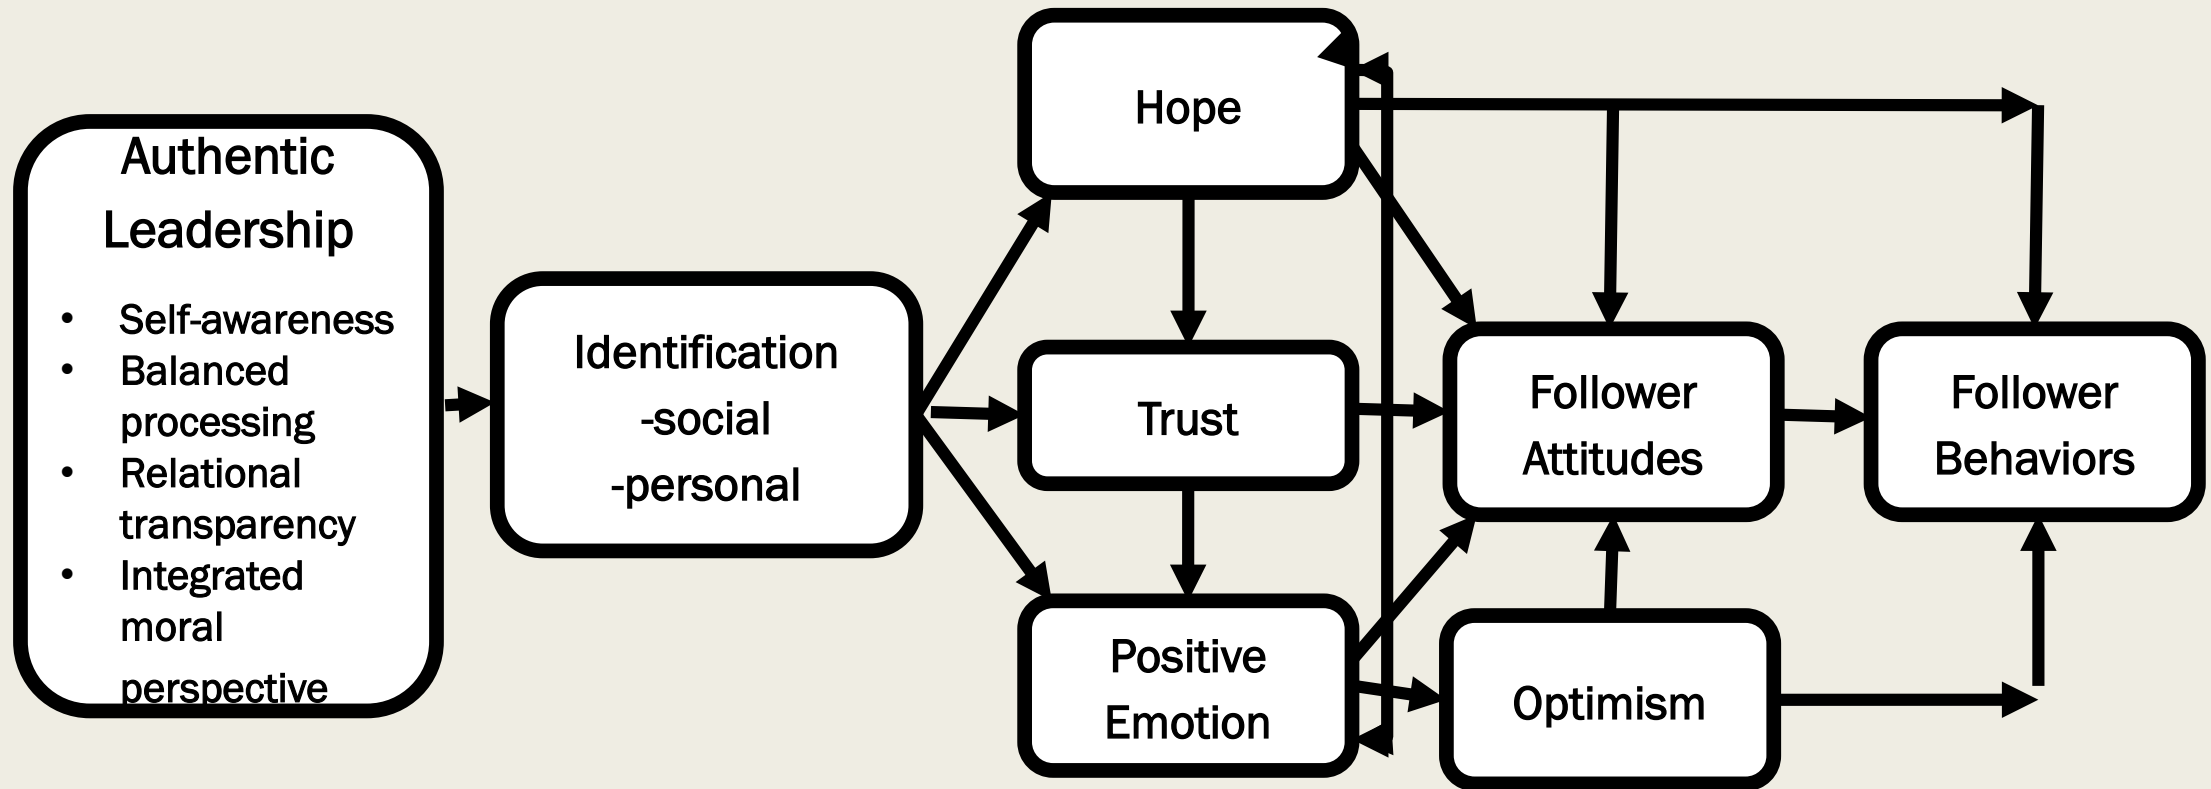 Authentic
Leadership
• Self-awareness
• Balanced
processing
• Relational
transparency
• Integrated
moral
perspective
Identification
-social
-personal
Hope
Trust
Positive
Emotion
Follower
Attitudes
Optimism
Follower
Behaviors